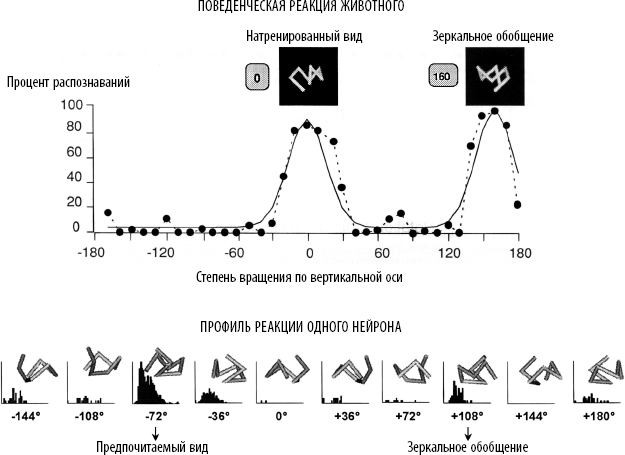 ПОВЕДЕНЧЕСКАЯ РЕАКЦИЯ ЖИВОТНОГО
Натренированный вид
Зеркальное обобщение
0
160
Процент распознаваний
100
80
60
40
20
0
-180 -120 -60 0 60 120 180
Степень вращения по вертикальной оси
ПРОФИЛЬ РЕАКЦИИ ОДНОГО НЕЙРОНА
-144° -108° -72° -36° 0° +36° +72° +108° +144° +180°
Предпочитаемый вид
Зеркальное обобщение